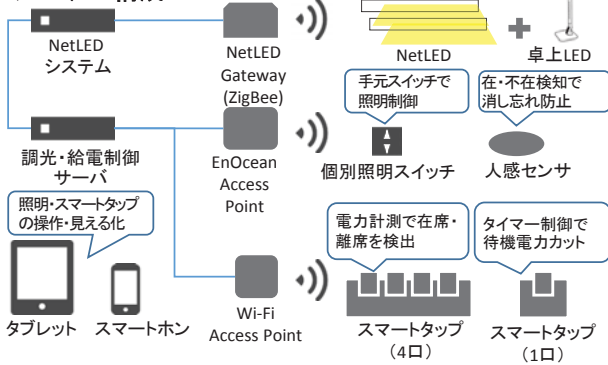 NetLED
システム
NetLED
Gateway
(ZigBee)
NetLED
卓上LED
手元スイッチで
照明制御
在・不在検知で
消し忘れ防止
調光・給電制御
サーバ
EnOcean
Access
Point
個別照明スイッチ
人感センサ
照明・スマートタップ
の操作・見える化
電力計測で在席・
離席を検出
タイマー制御で
待機電力カット
タブレット
スマートホン
Wi-Fi
Access Point
スマートタップ
（4口）
スマートタップ
（1口）